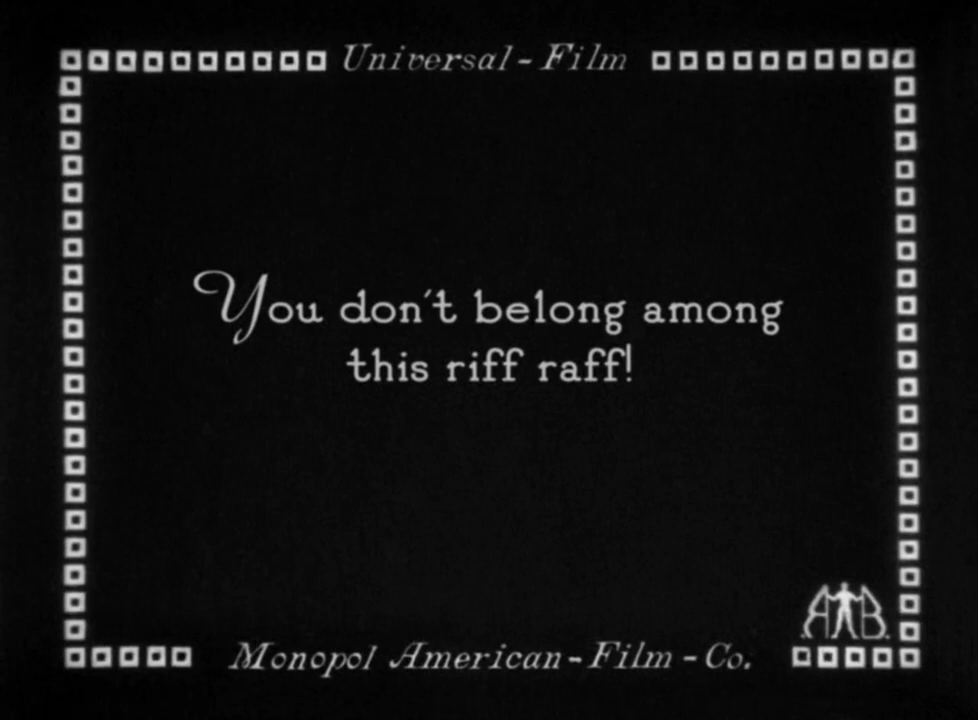 Universal-Film
You don't belong among
this riff raff!
A B.
Monopol American-Film-Co.